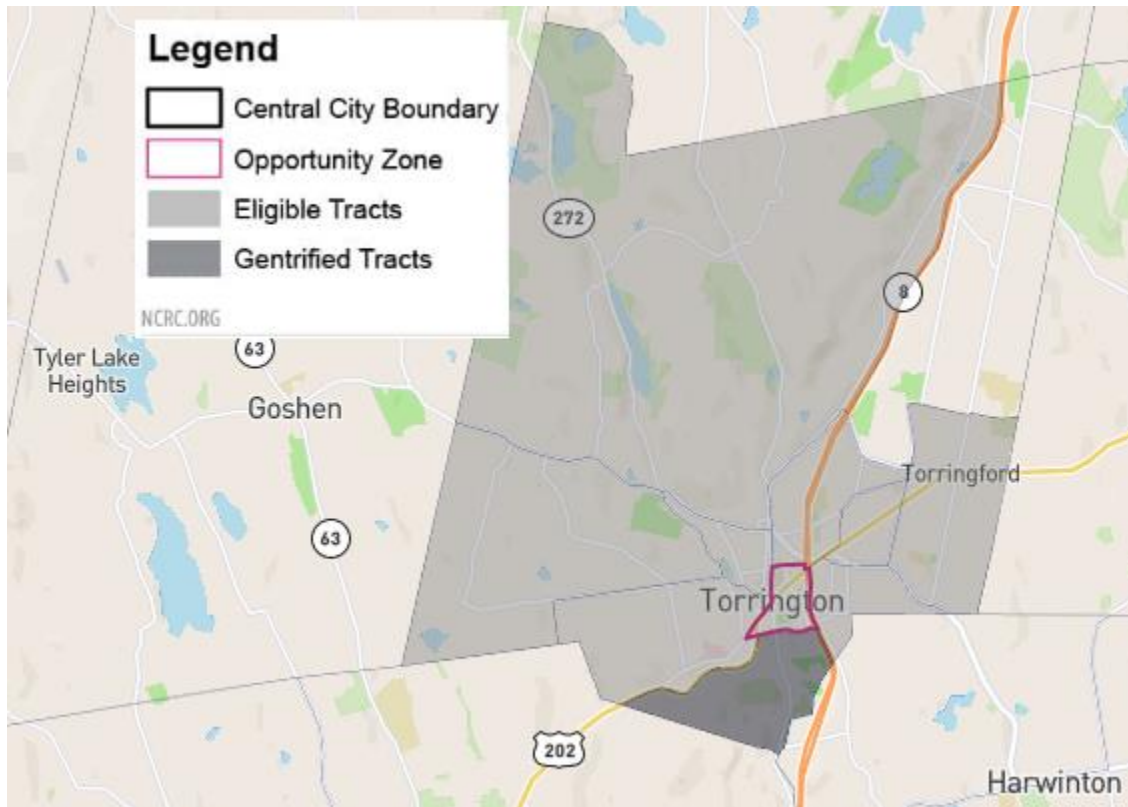 Legend
Central City Boundary
Opportunity Zone
Eligible Tracts
Gentrified Tracts
NCRC.ORG
272
8
63
Tyler Lake
Heights
Goshen
Torringford
63
Torrington
202
Harwinton